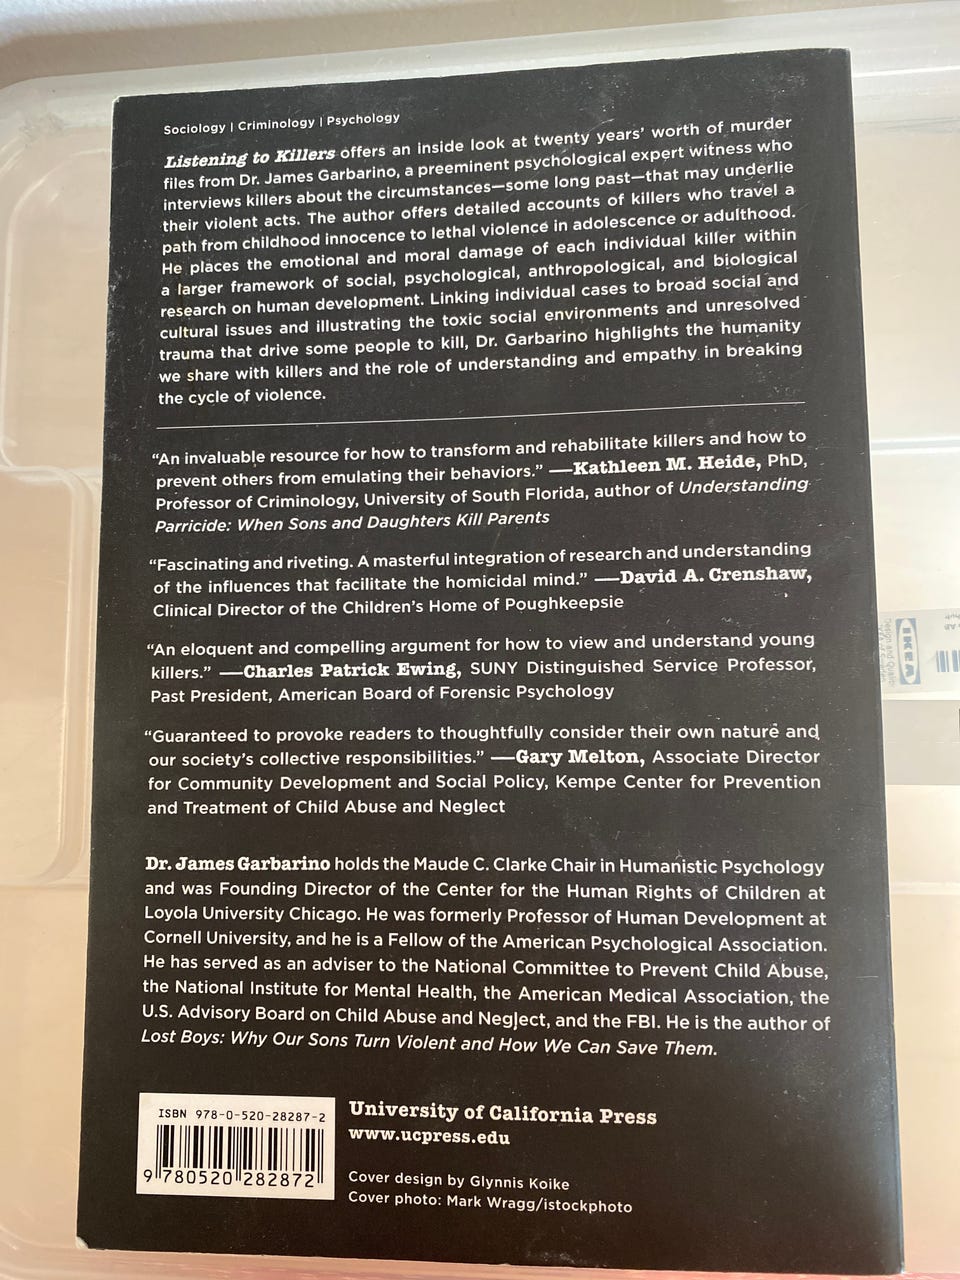 Sociology | Criminology | Psychology
Listening to Killers offers an inside look at twenty years' worth of murder
files from Dr. James Garbarino, a preeminent psychological expert witness who
interviews killers about the circumstances—some long past—that may underlie
their violent acts. The author offers detailed accounts of killers who travel a
path from childhood innocence to lethal violence in adolescence or adulthood.
He places the emotional and moral damage of each individual killer within
a larger framework of social, psychological, anthropological, and biological
research on human development. Linking individual cases to broad social and
cultural issues and illustrating the toxic social environments and unresolved
trauma that drive some people to kill, Dr. Garbarino highlights the humanity
we share with killers and the role of understanding and empathy in breaking
the cycle of violence.
“An invaluable resource for how to transform and rehabilitate killers and how to
prevent others from emulating their behaviors.” —Kathleen M. Heide, PhD,
Professor of Criminology, University of South Florida, author of Understanding
Parricide: When Sons and Daughters Kill Parents
“Fascinating and riveting. A masterful integration of research and understanding
of the influences that facilitate the homicidal mind.” —David A. Crenshaw,
Clinical Director of the Children's Home of Poughkeepsie
“An eloquent and compelling argument for how to view and understand young
killers.” —Charles Patrick Ewing, SUNY Distinguished Service Professor,
Past President, American Board of Forensic Psychology
“Guaranteed to provoke readers to thoughtfully consider their own nature and
our society's collective responsibilities.” —Gary Melton, Associate Director
for Community Development and Social Policy, Kempe Center for Prevention
and Treatment of Child Abuse and Neglect
Dr. James Garbarino holds the Maude C. Clarke Chair in Humanistic Psychology
and was Founding Director of the Center for the Human Rights of Children at
Loyola University Chicago. He was formerly Professor of Human Development at
Cornell University, and he is a Fellow of the American Psychological Association.
He has served as an adviser to the National Committee to Prevent Child Abuse,
the National Institute for Mental Health, the American Medical Association, the
U.S. Advisory Board on Child Abuse and Neglect, and the FBI. He is the author of
Lost Boys: Why Our Sons Turn Violent and How We Can Save Them.
ISBN 978-0-520-28287-2
9 780520 282872
University of California Press
www.ucpress.edu
Cover design by Glynnis Koike
Cover photo: Mark Wragg/istockphoto
IKEA